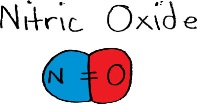 Nitric Oxide
N = O